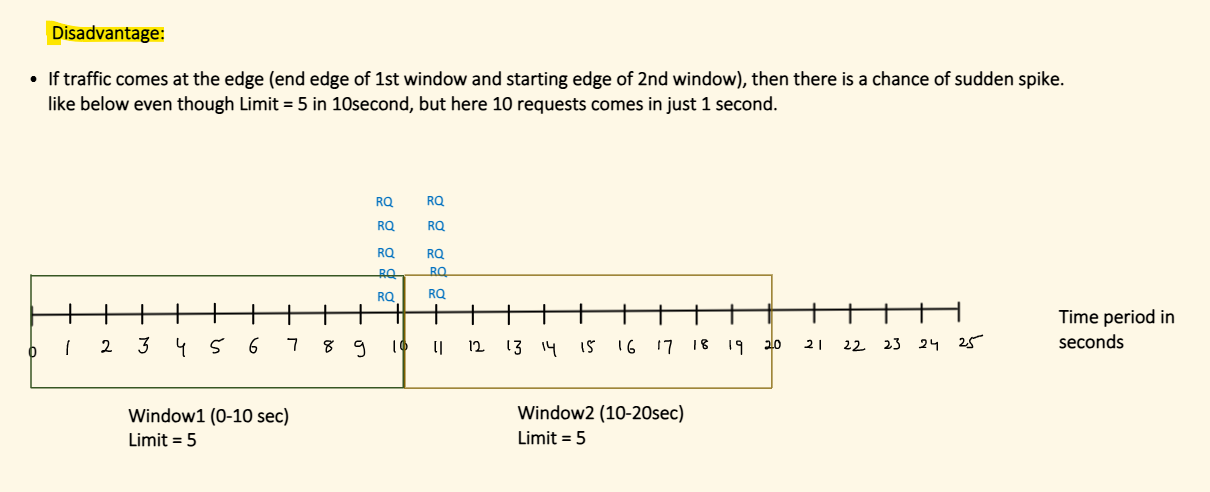 Disadvantage:
• If traffic comes at the edge (end edge of 1st window and starting edge of 2nd window), then there is a chance of sudden spike.
like below even though Limit = 5 in 10second, but here 10 requests comes in just 1 second.
RQ RQ
RQ RQ
RQ RQ
RQ RQ
RQ RQ
0 1 2 3 4 5 6 7 8 9 10 11 12 13 14 15 16 17 18 19 20 21 22 23 24 25
Time period in
seconds
Window1 (0-10 sec)
Limit = 5
Window2 (10-20sec)
Limit = 5